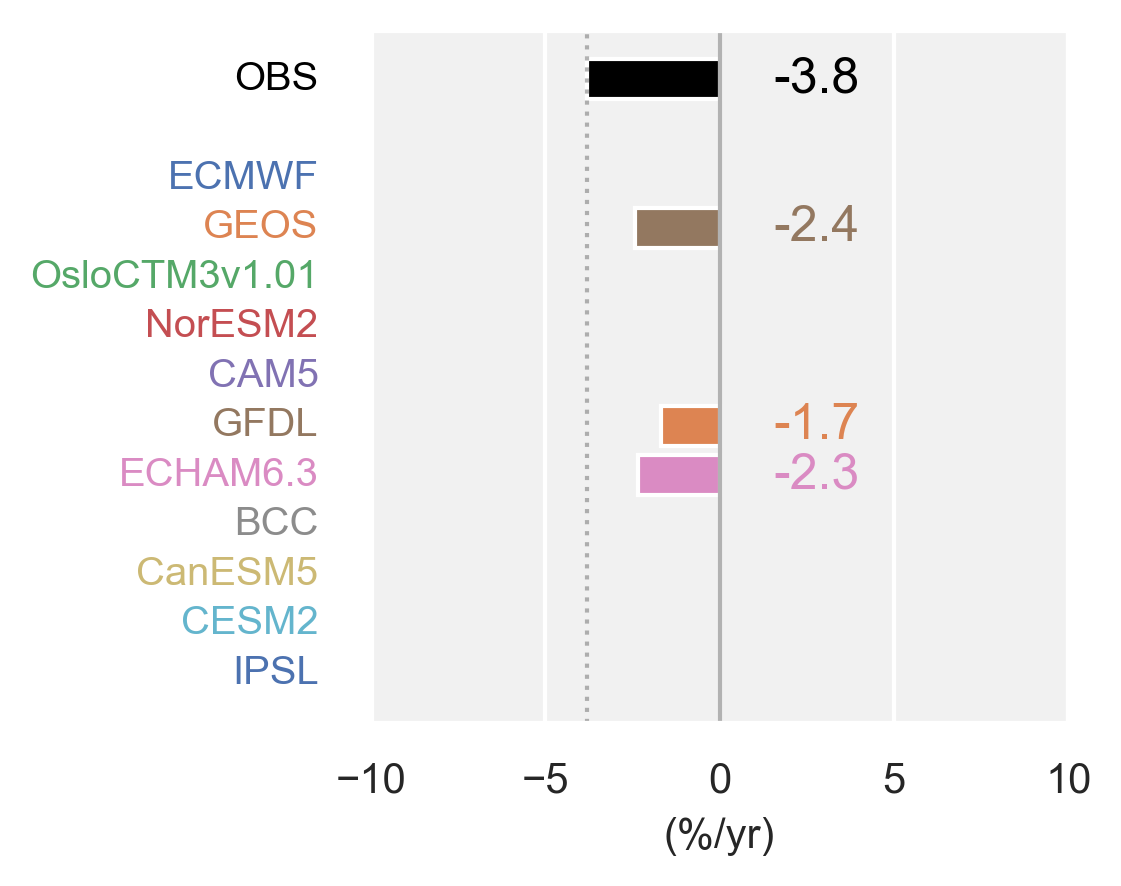 OBS -3.8
ECMWF
GEOS -2.4
OsloCTM3v1.01
NorESM2
CAM5
GFDL -1.7
ECHAM6.3 -2.3
BCC
CanESM5
CESM2
IPSL
−10 −5 0 5 10
(%/yr)